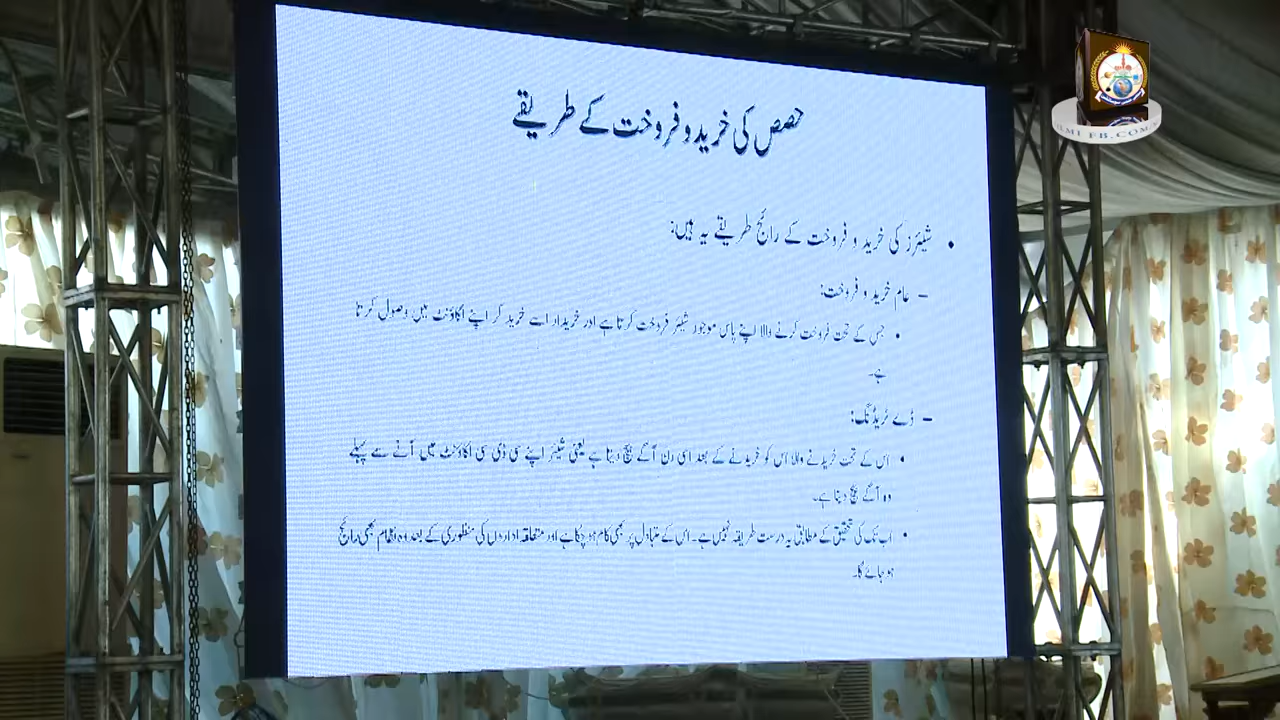 حصص کی خرید و فروخت کے طریقے
• شیئرز کی خرید و فروخت کے رائج طریقے یہ ہیں:
– عام خرید و فروخت:
• جس کے تحت فروخت کرنے والا اپنے پاس موجود شیئر فروخت کرتا ہے اور خریدار اسے خرید کر اپنے اکاؤنٹ میں وصول کرتا
ہے۔
– ڈے ٹریڈنگ:
• اس کے تحت خریدنے والا اس کو خریدنے کے بعد اسی دن آگے بیچ دیتا ہے یعنی شیئر اپنے سی ڈی سی اکاؤنٹ میں آنے سے پہلے
وہ آگے بیچ دیتا ہے۔
• اب تک کی تحقیق کے مطابق یہ درست طریقہ نہیں ہے۔ اس کے متبادل پر بھی کام ہو چکا ہے اور متعلقہ اداروں کی منظوری کے بعد وہ نظام بھی رائج
ہو جائے گا۔